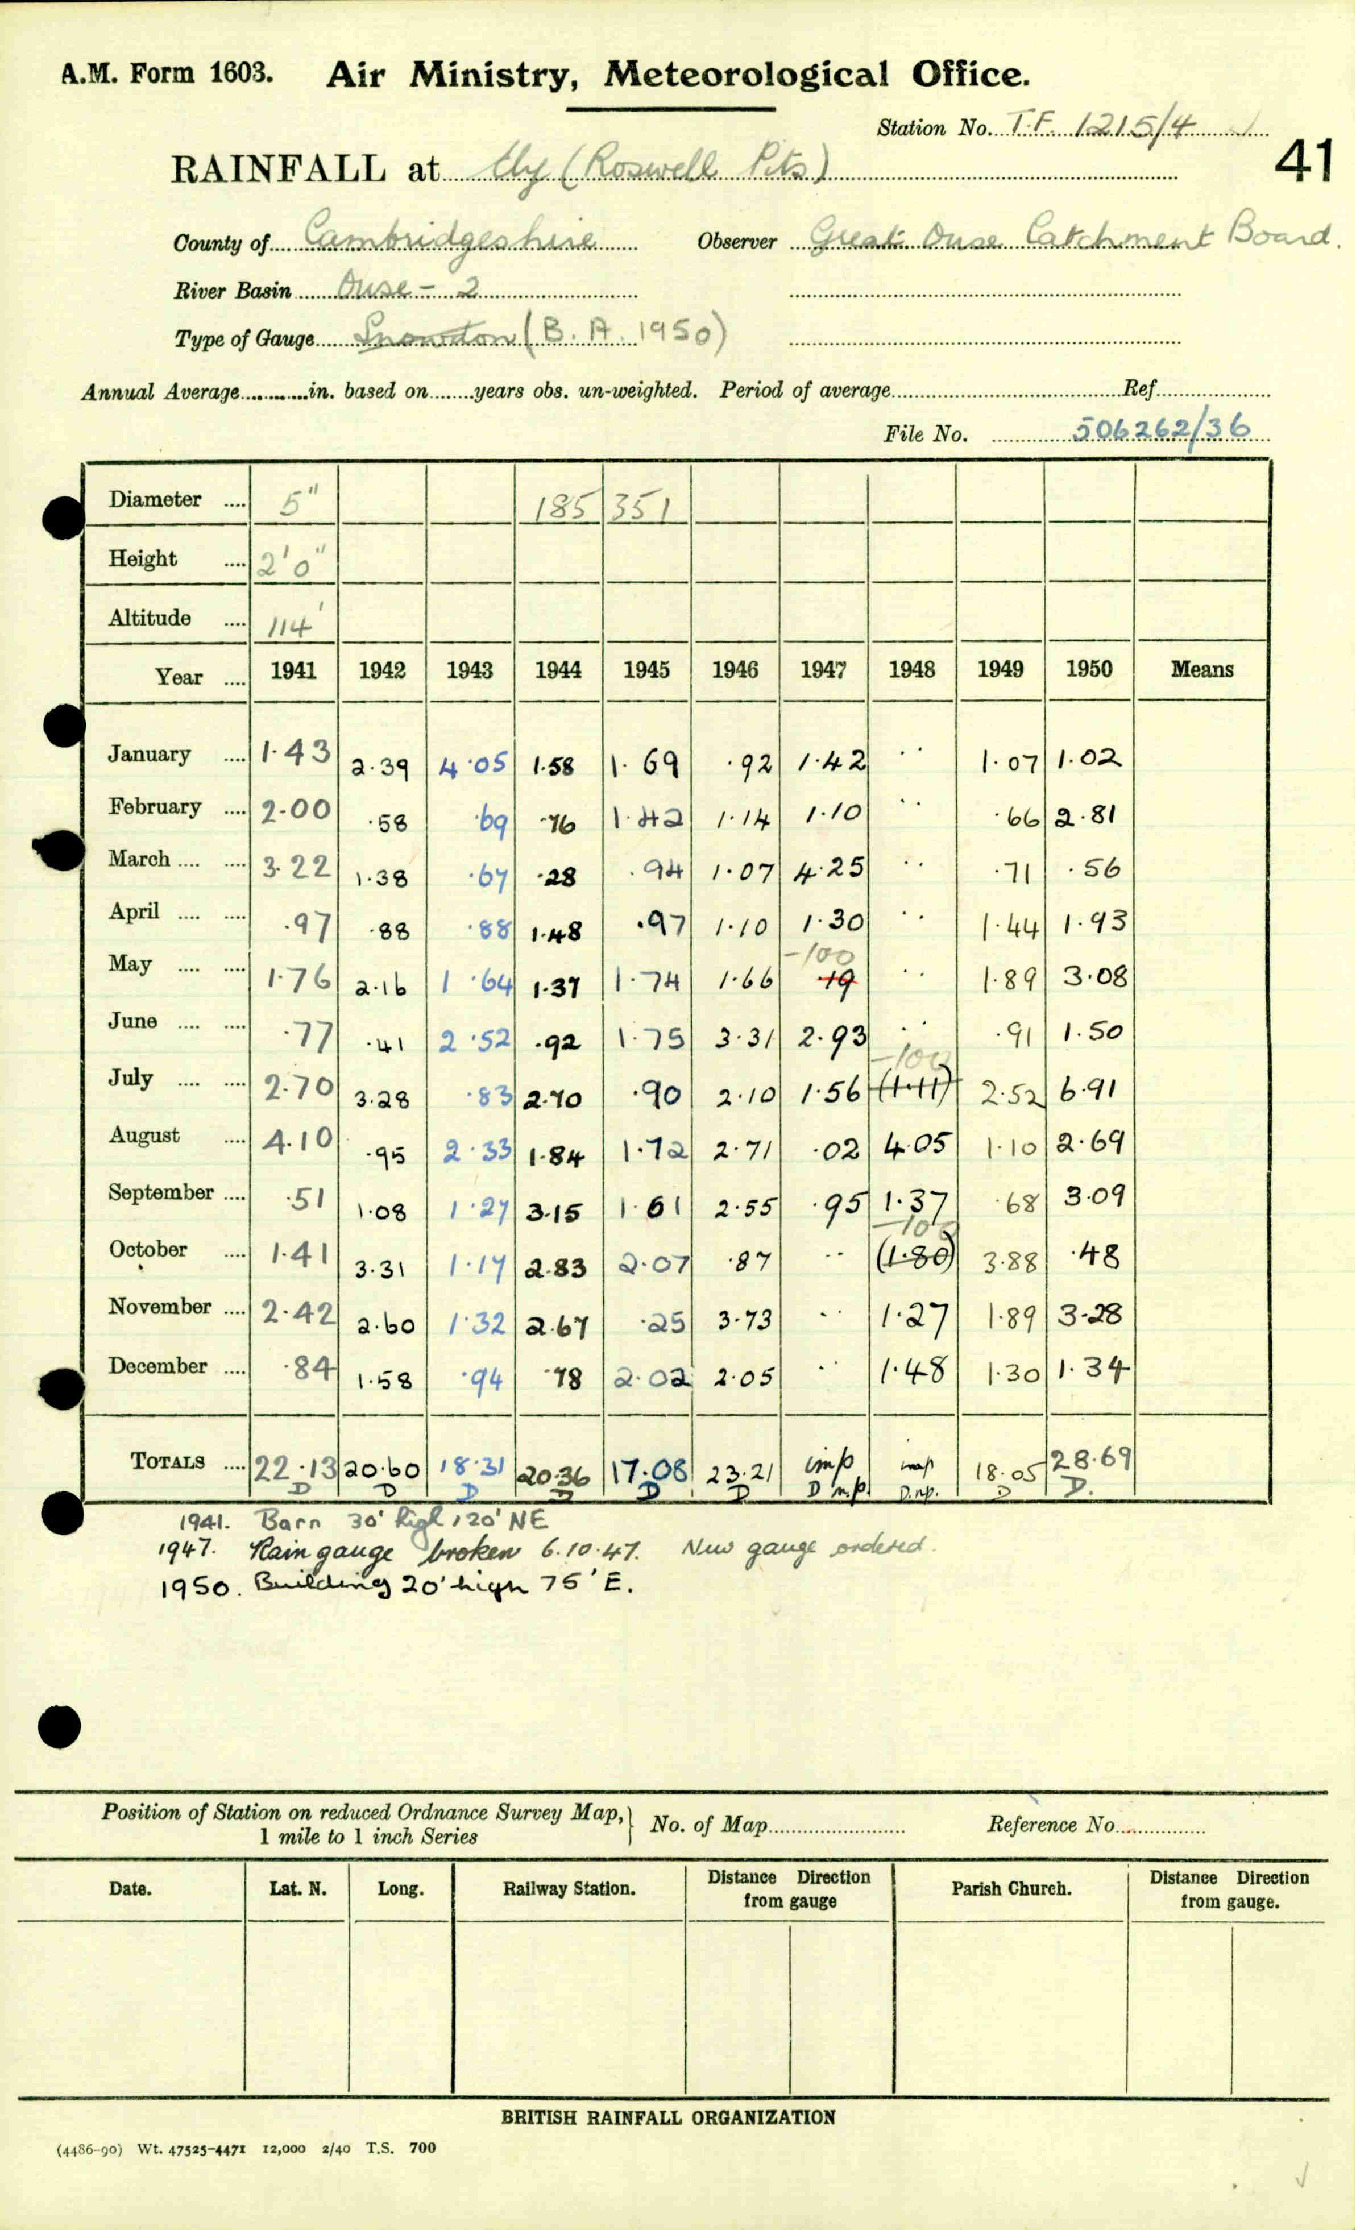 A.M. Form 1603. Air Ministry, Meteorological Office.
Station No. T.F. 1215/4
41
RAINFALL at Ely (Roswell Pits)
County of Cambridgeshire Observer Great Ouse Catchment Board.
River Basin Ouse - 2
Type of Gauge Snowdon (B.A. 1950)
Annual Average in. based on years obs. un-weighted. Period of average Ref.
File No. 506262/36
Diameter .... 5" 185 351
Height .... 2'0"
Altitude .... 114'
Year .... 1941 1942 1943 1944 1945 1946 1947 1948 1949 1950 Means
January .... 1.43 2.39 4.05 1.58 1.69 .92 1.42 .. 1.07 1.02
February .... 2.00 .58 .69 .76 1.42 1.14 1.10 .. .66 2.81
March .... .... 3.22 1.38 .67 .28 .94 1.07 4.25 .. .71 .56
April .... .... .97 .88 .88 1.48 .97 1.10 1.30 .. 1.44 1.93
-100
May .... .... 1.76 2.16 1.64 1.37 1.74 1.66 .19 .. 1.89 3.08
June .... .... .77 .41 2.52 .92 1.75 3.31 2.93 .. .91 1.50
-100
July .... .... 2.70 3.28 .83 2.70 .90 2.10 1.56 (1.11) 2.52 6.91
August .... 4.10 .95 2.33 1.84 1.72 2.71 .02 4.05 1.10 2.69
September .... .51 1.08 1.27 3.15 1.61 2.55 .95 1.37 .68 3.09
-100
October .... 1.41 3.31 1.17 2.83 2.07 .87 .. (1.80) 3.88 .48
November .... 2.42 2.60 1.32 2.67 .25 3.73 .. 1.27 1.89 3.28
December .... .84 1.58 .94 .78 2.02 2.05 .. 1.48 1.30 1.34
TOTALS .... 22.13 20.60 18.31 20.36 17.08 23.21 imp imp 18.05 28.69
D D D D D D D n.p. D.n.p. D D.
1941. Barn 30' high 120' NE
1947. Rain gauge broken 6.10.47. New gauge ordered.
1950. Building 20' high 75' E.
Position of Station on reduced Ordnance Survey Map, 1 mile to 1 inch Series } No. of Map Reference No.
Date. Lat. N. Long. Railway Station. Distance from gauge Direction Parish Church. Distance Direction from gauge.
BRITISH RAINFALL ORGANIZATION
(4486-90) Wt. 47525-4471 12,000 2/40 T.S. 700